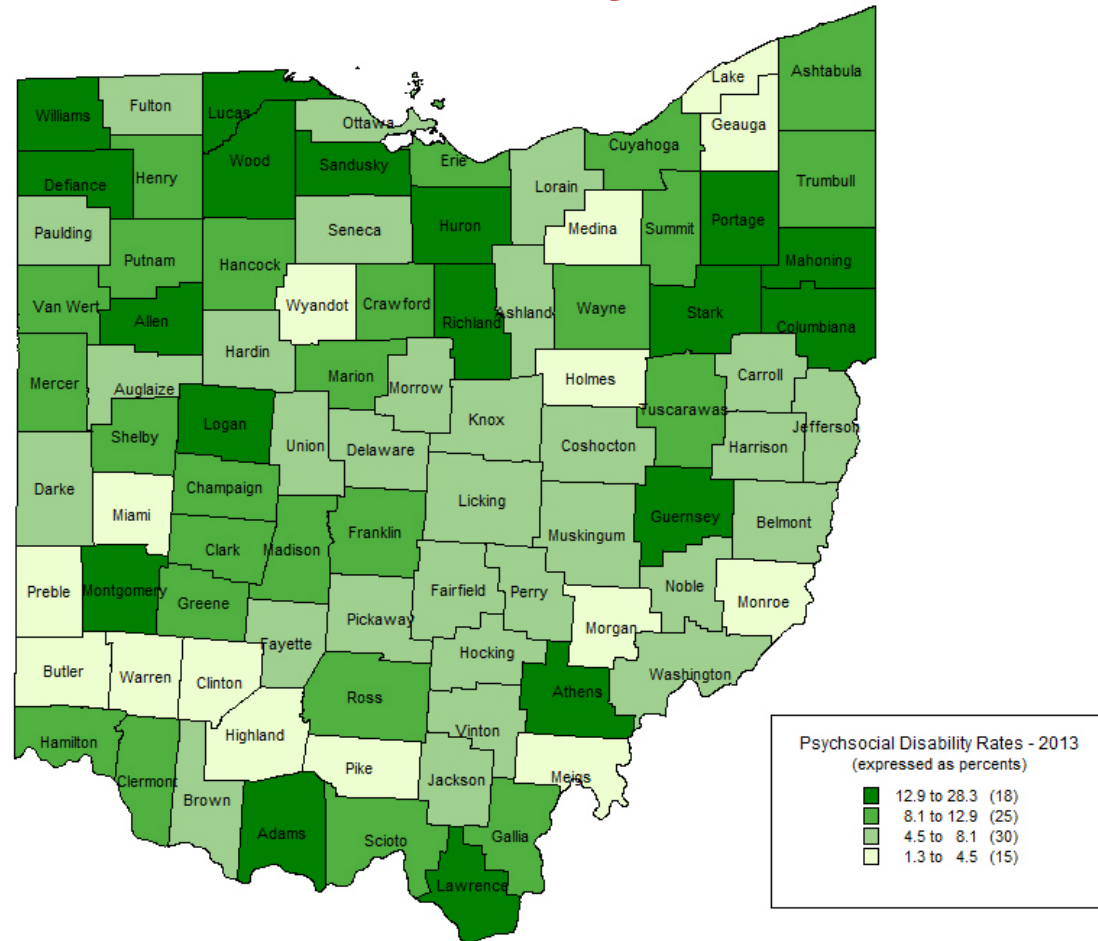 Lake
Ashtabula
Fulton
Williams
Lucas
Geauga
Ottawa
Cuyahoga
Wood
Sandusky
Erie
Henry
Defiance
Lorain
Trumbull
Portage
Medina
Summit
Huron
Seneca
Paulding
Putnam
Hancock
Mahoning
Van Wert
Wyandot
Crawford
Ashland
Wayne
Stark
Allen
Richland
Columbiana
Hardin
Marion
Mercer
Auglaize
Morrow
Holmes
Carroll
Tuscarawas
Knox
Logan
Jefferson
Shelby
Union
Delaware
Coshocton
Harrison
Darke
Champaign
Licking
Miami
Guernsey
Belmont
Franklin
Muskingum
Clark
Madison
Noble
Preble
Montgomery
Fairfield
Perry
Greene
Monroe
Pickaway
Morgan
Fayette
Hocking
Butler
Warren
Clinton
Washington
Athens
Ross
Vinton
Highland
Hamilton
Pike
Meigs
Clermont
Jackson
Brown
Adams
Scioto
Gallia
Lawrence
Psychsocial Disability Rates - 2013
(expressed as percents)
12.9 to 28.3 (18)
8.1 to 12.9 (25)
4.5 to 8.1 (30)
1.3 to 4.5 (15)